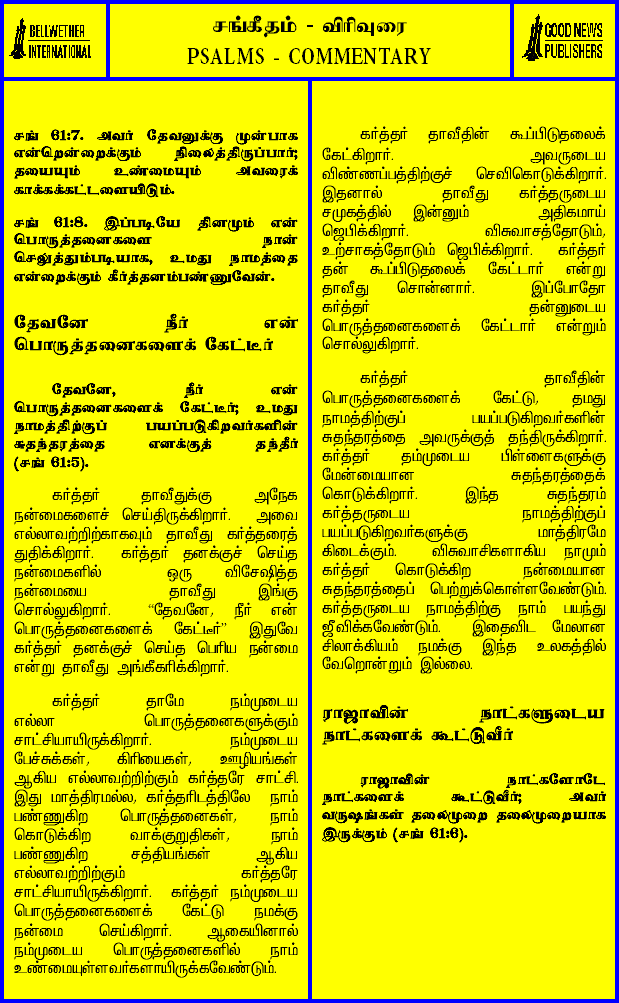 BELLWETHER
INTERNATIONAL
சங்கீதம் - விரிவுரை
PSALMS - COMMENTARY
GOOD NEWS
PUBLISHERS
சங் 61:7. அவர் தேவனுக்கு முன்பாக
என்றென்றைக்கும் நிலைத்திருப்பார்;
தயையும் உண்மையும் அவரைக்
காக்கக்கட்டளையிடும்.
சங் 61:8. இப்படியே தினமும் என்
பொருத்தனைகளை நான்
செலுத்தும்படியாக, உமது நாமத்தை
என்றைக்கும் கீர்த்தனம்பண்ணுவேன்.
தேவனே நீர் என்
பொருத்தனைகளைக் கேட்டீர்
தேவனே, நீர் என்
பொருத்தனைகளைக் கேட்டீர்; உமது
நாமத்திற்குப் பயப்படுகிறவர்களின்
சுதந்தரத்தை எனக்குத் தந்தீர்
(சங் 61:5).
கர்த்தர் தாவீதுக்கு அநேக
நன்மைகளைச் செய்திருக்கிறார். அவை
எல்லாவற்றிற்காகவும் தாவீது கர்த்தரைத்
துதிக்கிறார். கர்த்தர் தனக்குச் செய்த
நன்மைகளில் ஒரு விசேஷித்த
நன்மையை தாவீது இங்கு
சொல்லுகிறார். “தேவனே, நீர் என்
பொருத்தனைகளைக் கேட்டீர்” இதுவே
கர்த்தர் தனக்குச் செய்த பெரிய நன்மை
என்று தாவீது அங்கீகரிக்கிறார்.
கர்த்தர் தாமே நம்முடைய
எல்லா பொருத்தனைகளுக்கும்
சாட்சியாயிருக்கிறார். நம்முடைய
பேச்சுக்கள், கிரியைகள், ஊழியங்கள்
ஆகிய எல்லாவற்றிற்கும் கர்த்தரே சாட்சி.
இது மாத்திரமல்ல, கர்த்தரிடத்திலே நாம்
பண்ணுகிற பொருத்தனைகள், நாம்
கொடுக்கிற வாக்குறுதிகள், நாம்
பண்ணுகிற சத்தியங்கள் ஆகிய
எல்லாவற்றிற்கும் கர்த்தரே
சாட்சியாயிருக்கிறார். கர்த்தர் நம்முடைய
பொருத்தனைகளைக் கேட்டு நமக்கு
நன்மை செய்கிறார். ஆகையினால்
நம்முடைய பொருத்தனைகளில் நாம்
உண்மையுள்ளவர்களாயிருக்கவேண்டும்.
கர்த்தர் தாவீதின் கூப்பிடுதலைக்
கேட்கிறார். அவருடைய
விண்ணப்பத்திற்குச் செவிகொடுக்கிறார்.
இதனால் தாவீது கர்த்தருடைய
சமுகத்தில் இன்னும் அதிகமாய்
ஜெபிக்கிறார். விசுவாசத்தோடும்,
உற்சாகத்தோடும் ஜெபிக்கிறார். கர்த்தர்
தன் கூப்பிடுதலைக் கேட்டார் என்று
தாவீது சொன்னார். இப்போதோ
கர்த்தர் தன்னுடைய
பொருத்தனைகளைக் கேட்டார் என்றும்
சொல்லுகிறார்.
கர்த்தர் தாவீதின்
பொருத்தனைகளைக் கேட்டு, தமது
நாமத்திற்குப் பயப்படுகிறவர்களின்
சுதந்தரத்தை அவருக்குத் தந்திருக்கிறார்.
கர்த்தர் தம்முடைய பிள்ளைகளுக்கு
மேன்மையான சுதந்தரத்தைக்
கொடுக்கிறார். இந்த சுதந்தரம்
கர்த்தருடைய நாமத்திற்குப்
பயப்படுகிறவர்களுக்கு மாத்திரமே
கிடைக்கும். விசுவாசிகளாகிய நாமும்
கர்த்தர் கொடுக்கிற நன்மையான
சுதந்தரத்தைப் பெற்றுக்கொள்ளவேண்டும்.
கர்த்தருடைய நாமத்திற்கு நாம் பயந்து
ஜீவிக்கவேண்டும். இதைவிட மேலான
சிலாக்கியம் நமக்கு இந்த உலகத்தில்
வேறொன்றும் இல்லை.
ராஜாவின் நாட்களுடைய
நாட்களைக் கூட்டுவீர்
ராஜாவின் நாட்களோடே
நாட்களைக் கூட்டுவீர்; அவர்
வருஷங்கள் தலைமுறை தலைமுறையாக
இருக்கும் (சங் 61:6).